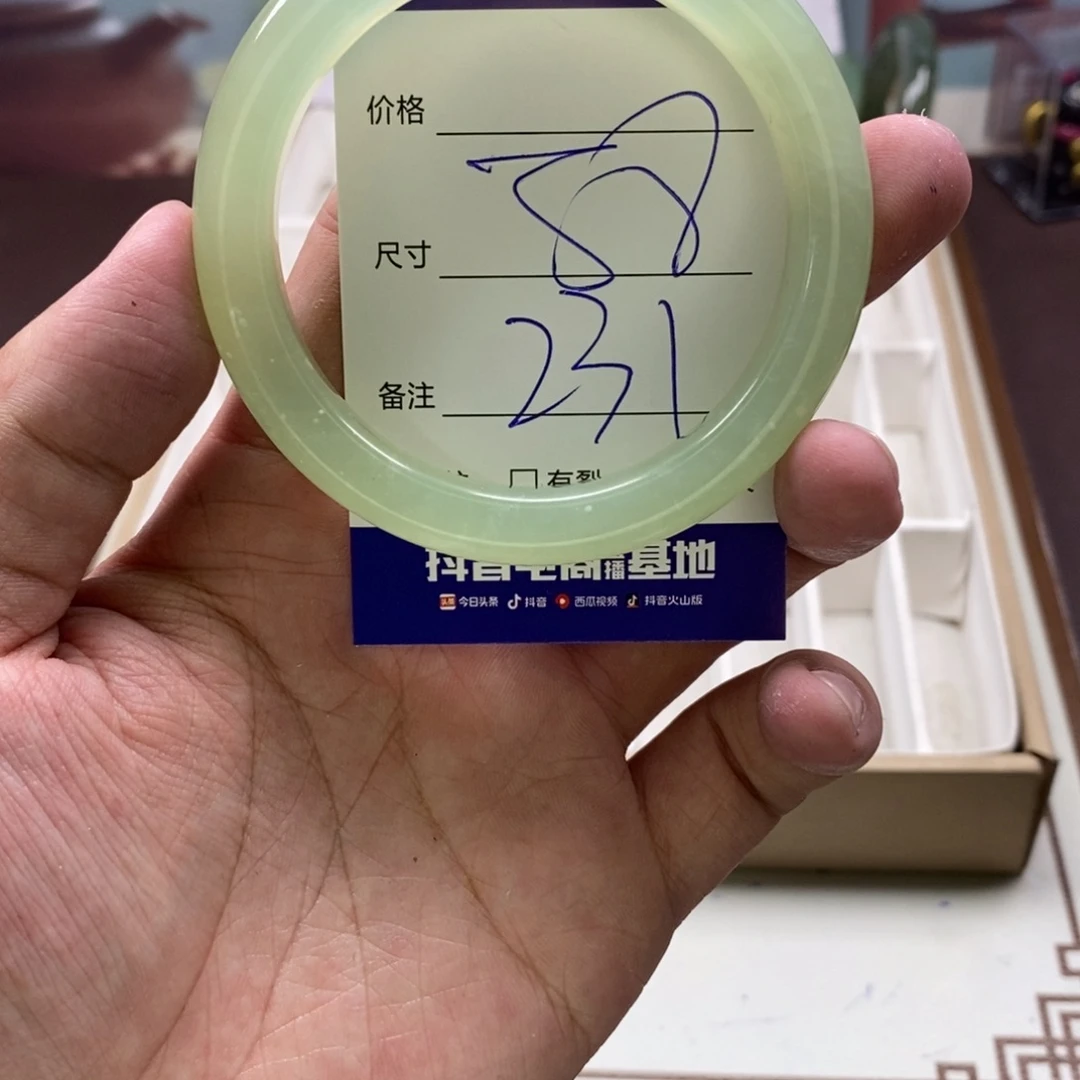 价格
尺寸 58
备注 231
有裂
抖音电商直播基地
今日头条 抖音 西瓜视频 抖音火山版